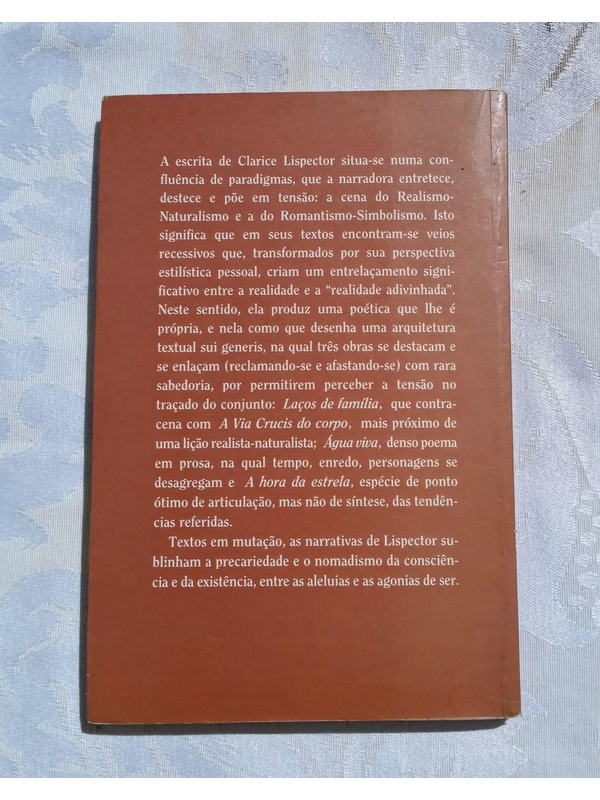 A escrita de Clarice Lispector situa-se numa con-
fluência de paradigmas, que a narradora entretece,
destece e põe em tensão: a cena do Realismo-
Naturalismo e a do Romantismo-Simbolismo. Isto
significa que em seus textos encontram-se veios
recessivos que, transformados por sua perspectiva
estilística pessoal, criam um entrelaçamento signi-
ficativo entre a realidade e a “realidade adivinhada”.
Neste sentido, ela produz uma poética que lhe é
própria, e nela como que desenha uma arquitetura
textual sui generis, na qual três obras se destacam e
se enlaçam (reclamando-se e afastando-se) com rara
sabedoria, por permitirem perceber a tensão no
traçado do conjunto: Laços de família, que contra-
cena com A Via Crucis do corpo, mais próximo de
uma lição realista-naturalista; Água viva, denso poema
em prosa, na qual tempo, enredo, personagens se
desagregam e A hora da estrela, espécie de ponto
ótimo de articulação, mas não de síntese, das tendên-
cias referidas.
Textos em mutação, as narrativas de Lispector su-
blinham a precariedade e o nomadismo da consciên-
cia e da existência, entre as aleluias e as agonias de ser.